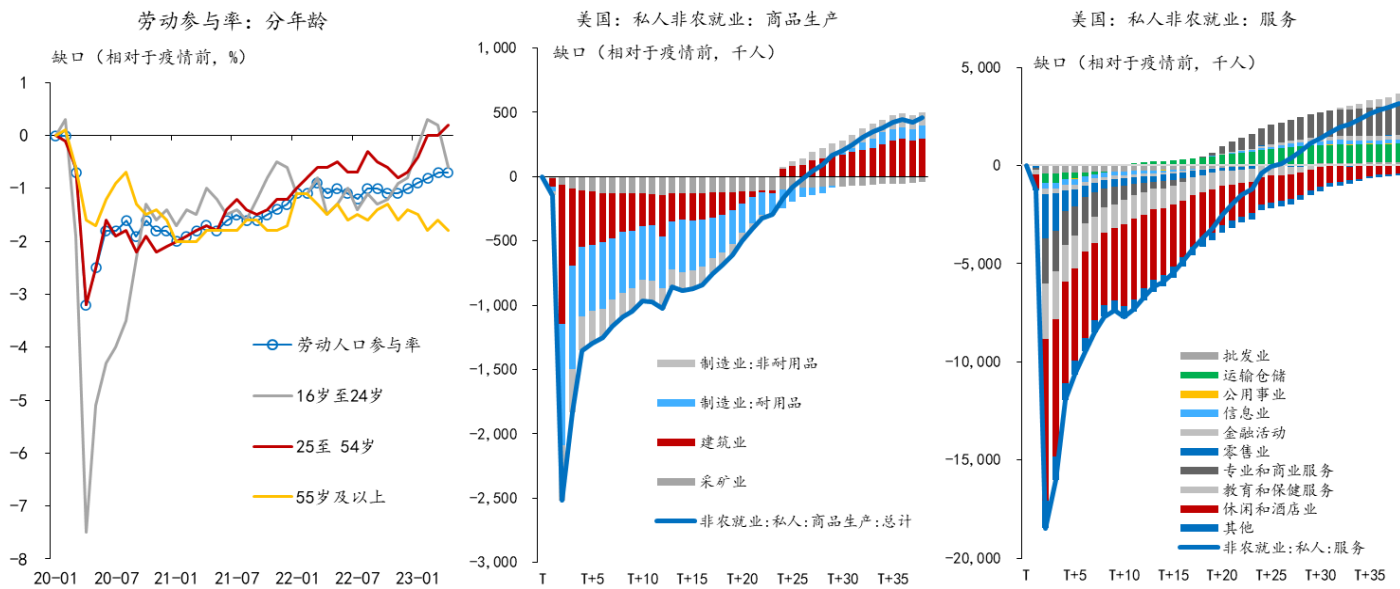 劳动参与率：分年龄
缺口（相对于疫情前，%）
1
0
-1
-2
-3
-4
-5
-6
-7
-8
劳动人口参与率
16岁至24岁
25至 54岁
55岁及以上
20-01 20-07 21-01 21-07 22-01 22-07 23-01
美国：私人非农就业：商品生产
缺口（相对于疫情前，千人）
1,000
500
0
-500
-1,000
-1,500
-2,000
-2,500
-3,000
制造业:非耐用品
制造业:耐用品
建筑业
采矿业
非农就业:私人:商品生产:总计
T T+5 T+10 T+15 T+20 T+25 T+30 T+35
美国：私人非农就业：服务
缺口（相对于疫情前，千人）
5,000
0
-5,000
-10,000
-15,000
-20,000
批发业
运输仓储
公用事业
信息业
金融活动
零售业
专业和商业服务
教育和保健服务
休闲和酒店业
其他
非农就业:私人:服务
T T+5 T+10 T+15 T+20 T+25 T+30 T+35